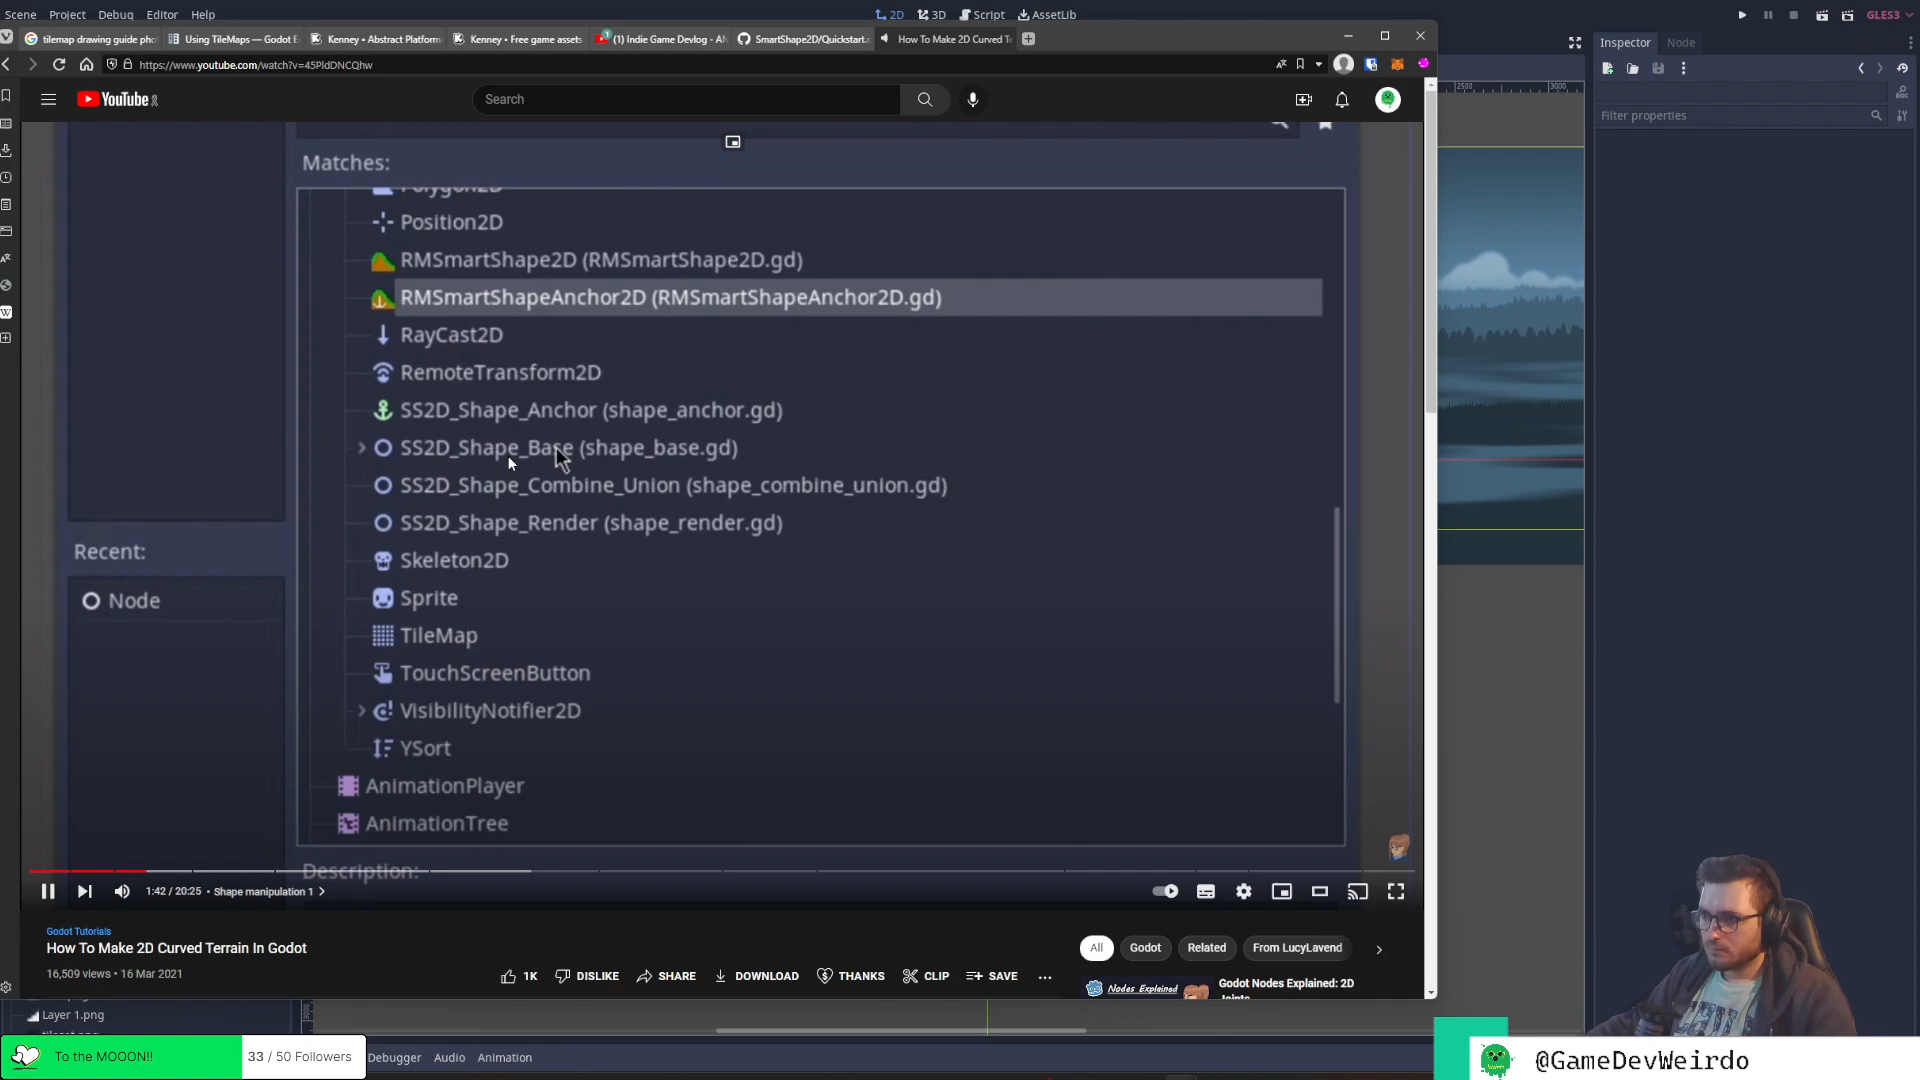 Scene Project Debug Editor Help
2D 3D Script AssetLib
GLES3
tilemap drawing guide pho
Using TileMaps — Godot E
Kenney • Abstract Platform
Kenney • Free game assets
(1) Indie Game Devlog - A
SmartShape2D/Quickstart.
How To Make 2D Curved Te
https://www.youtube.com/watch?v=45PldDNCQhw
Inspector Node
Filter properties
2500 3000
YouTube
Search
Matches:
Polygon2D
Position2D
RMSmartShape2D (RMSmartShape2D.gd)
RMSmartShapeAnchor2D (RMSmartShapeAnchor2D.gd)
RayCast2D
RemoteTransform2D
SS2D_Shape_Anchor (shape_anchor.gd)
SS2D_Shape_Base (shape_base.gd)
SS2D_Shape_Combine_Union (shape_combine_union.gd)
SS2D_Shape_Render (shape_render.gd)
Skeleton2D
Sprite
TileMap
TouchScreenButton
VisibilityNotifier2D
YSort
AnimationPlayer
AnimationTree
Recent:
Node
Description:
1:42 / 20:25 • Shape manipulation 1
Godot Tutorials
How To Make 2D Curved Terrain In Godot
16,509 views • 16 Mar 2021
1K DISLIKE SHARE DOWNLOAD THANKS CLIP SAVE
All Godot Related From LucyLavend
Nodes Explained
Godot Nodes Explained: 2D
Joints
Layer 1.png
To the MOOON!!
33 / 50 Followers
Debugger Audio Animation
@GameDevWeirdo